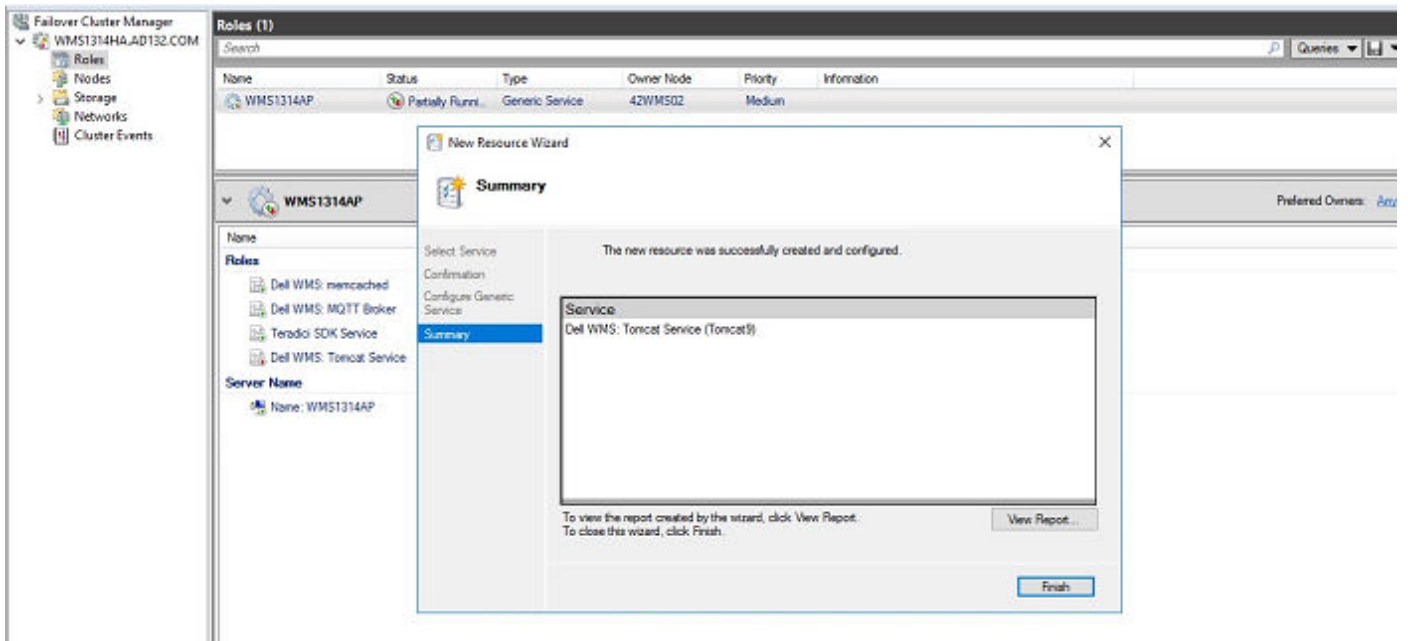 Failover Cluster Manager
WMS1314HA.AD132.COM
Roles
Nodes
Storage
Networks
Cluster Events
Roles (1)
Search
Queries
Name Status Type Owner Node Priority Information
WMS1314AP Partially Runni... Generic Service 42WMS02 Medium
New Resource Wizard
Summary
WMS1314AP
Preferred Owners:
Name
Roles
Dell WMS: memcached
Dell WMS: MQTT Broker
Teradici SDK Service
Dell WMS: Tomcat Service
Server Name
Name: WMS1314AP
Select Service
Confirmation
Configure Generic
Service
Summary
The new resource was successfully created and configured.
Service
Dell WMS: Tomcat Service (Tomcat9)
To view the report created by the wizard, click View Report.
To close this wizard, click Finish.
View Report...
Finish